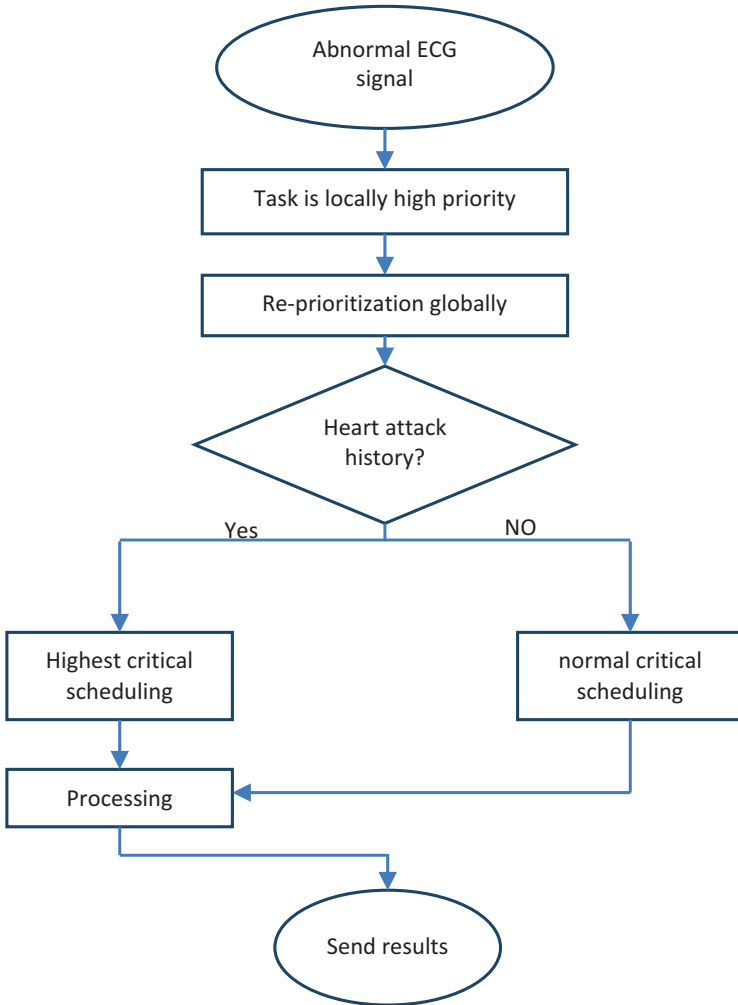 Abnormal ECG
signal
Task is locally high priority
Re-prioritization globally
Heart attack
history?
Yes
NO
Highest critical
scheduling
normal critical
scheduling
Processing
Send results